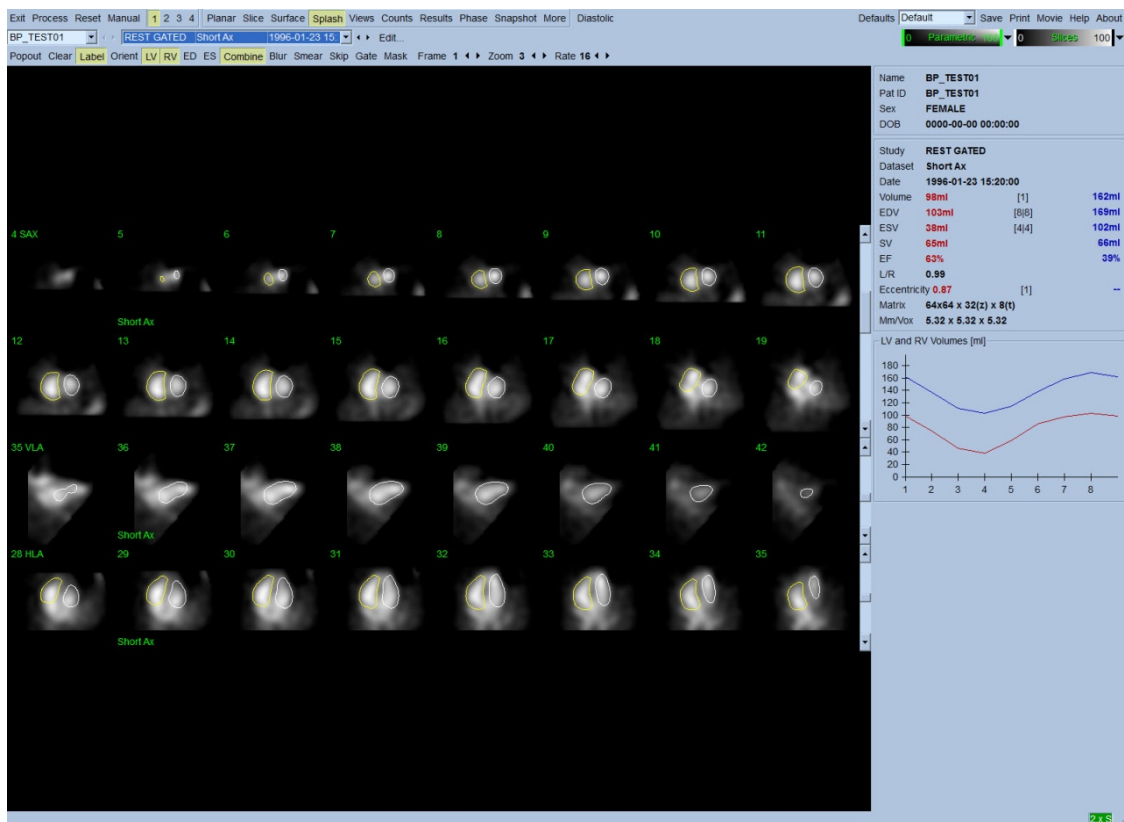 Exit Process Reset Manual 1 2 3 4 Planar Slice Surface Splash Views Counts Results Phase Snapshot More Diastolic Defaults Default Save Print Movie Help About
BP_TEST01 REST GATED Short Ax 1996-01-23 15: Edit... 0 Parametric 100 0 Slices 100
Popout Clear Label Orient LV RV ED ES Combine Blur Smear Skip Gate Mask Frame 1 Zoom 3 Rate 16
Name BP_TEST01
Pat ID BP_TEST01
Sex FEMALE
DOB 0000-00-00 00:00:00
Study REST GATED
Dataset Short Ax
Date 1996-01-23 15:20:00
Volume 98ml [1] 162ml
EDV 103ml [8|8] 169ml
ESV 38ml [4|4] 102ml
SV 65ml 66ml
EF 63% 39%
L/R 0.99
Eccentricity 0.87 [1] --
Matrix 64x64 x 32(z) x 8(t)
Mm/Vox 5.32 x 5.32 x 5.32
LV and RV Volumes [ml]
180
160
140
120
100
80
60
40
20
0
1 2 3 4 5 6 7 8
4 SAX 5 6 7 8 9 10 11
Short Ax
12 13 14 15 16 17 18 19
35 VLA 36 37 38 39 40 41 42
Short Ax
28 HLA 29 30 31 32 33 34 35
Short Ax
2 x S